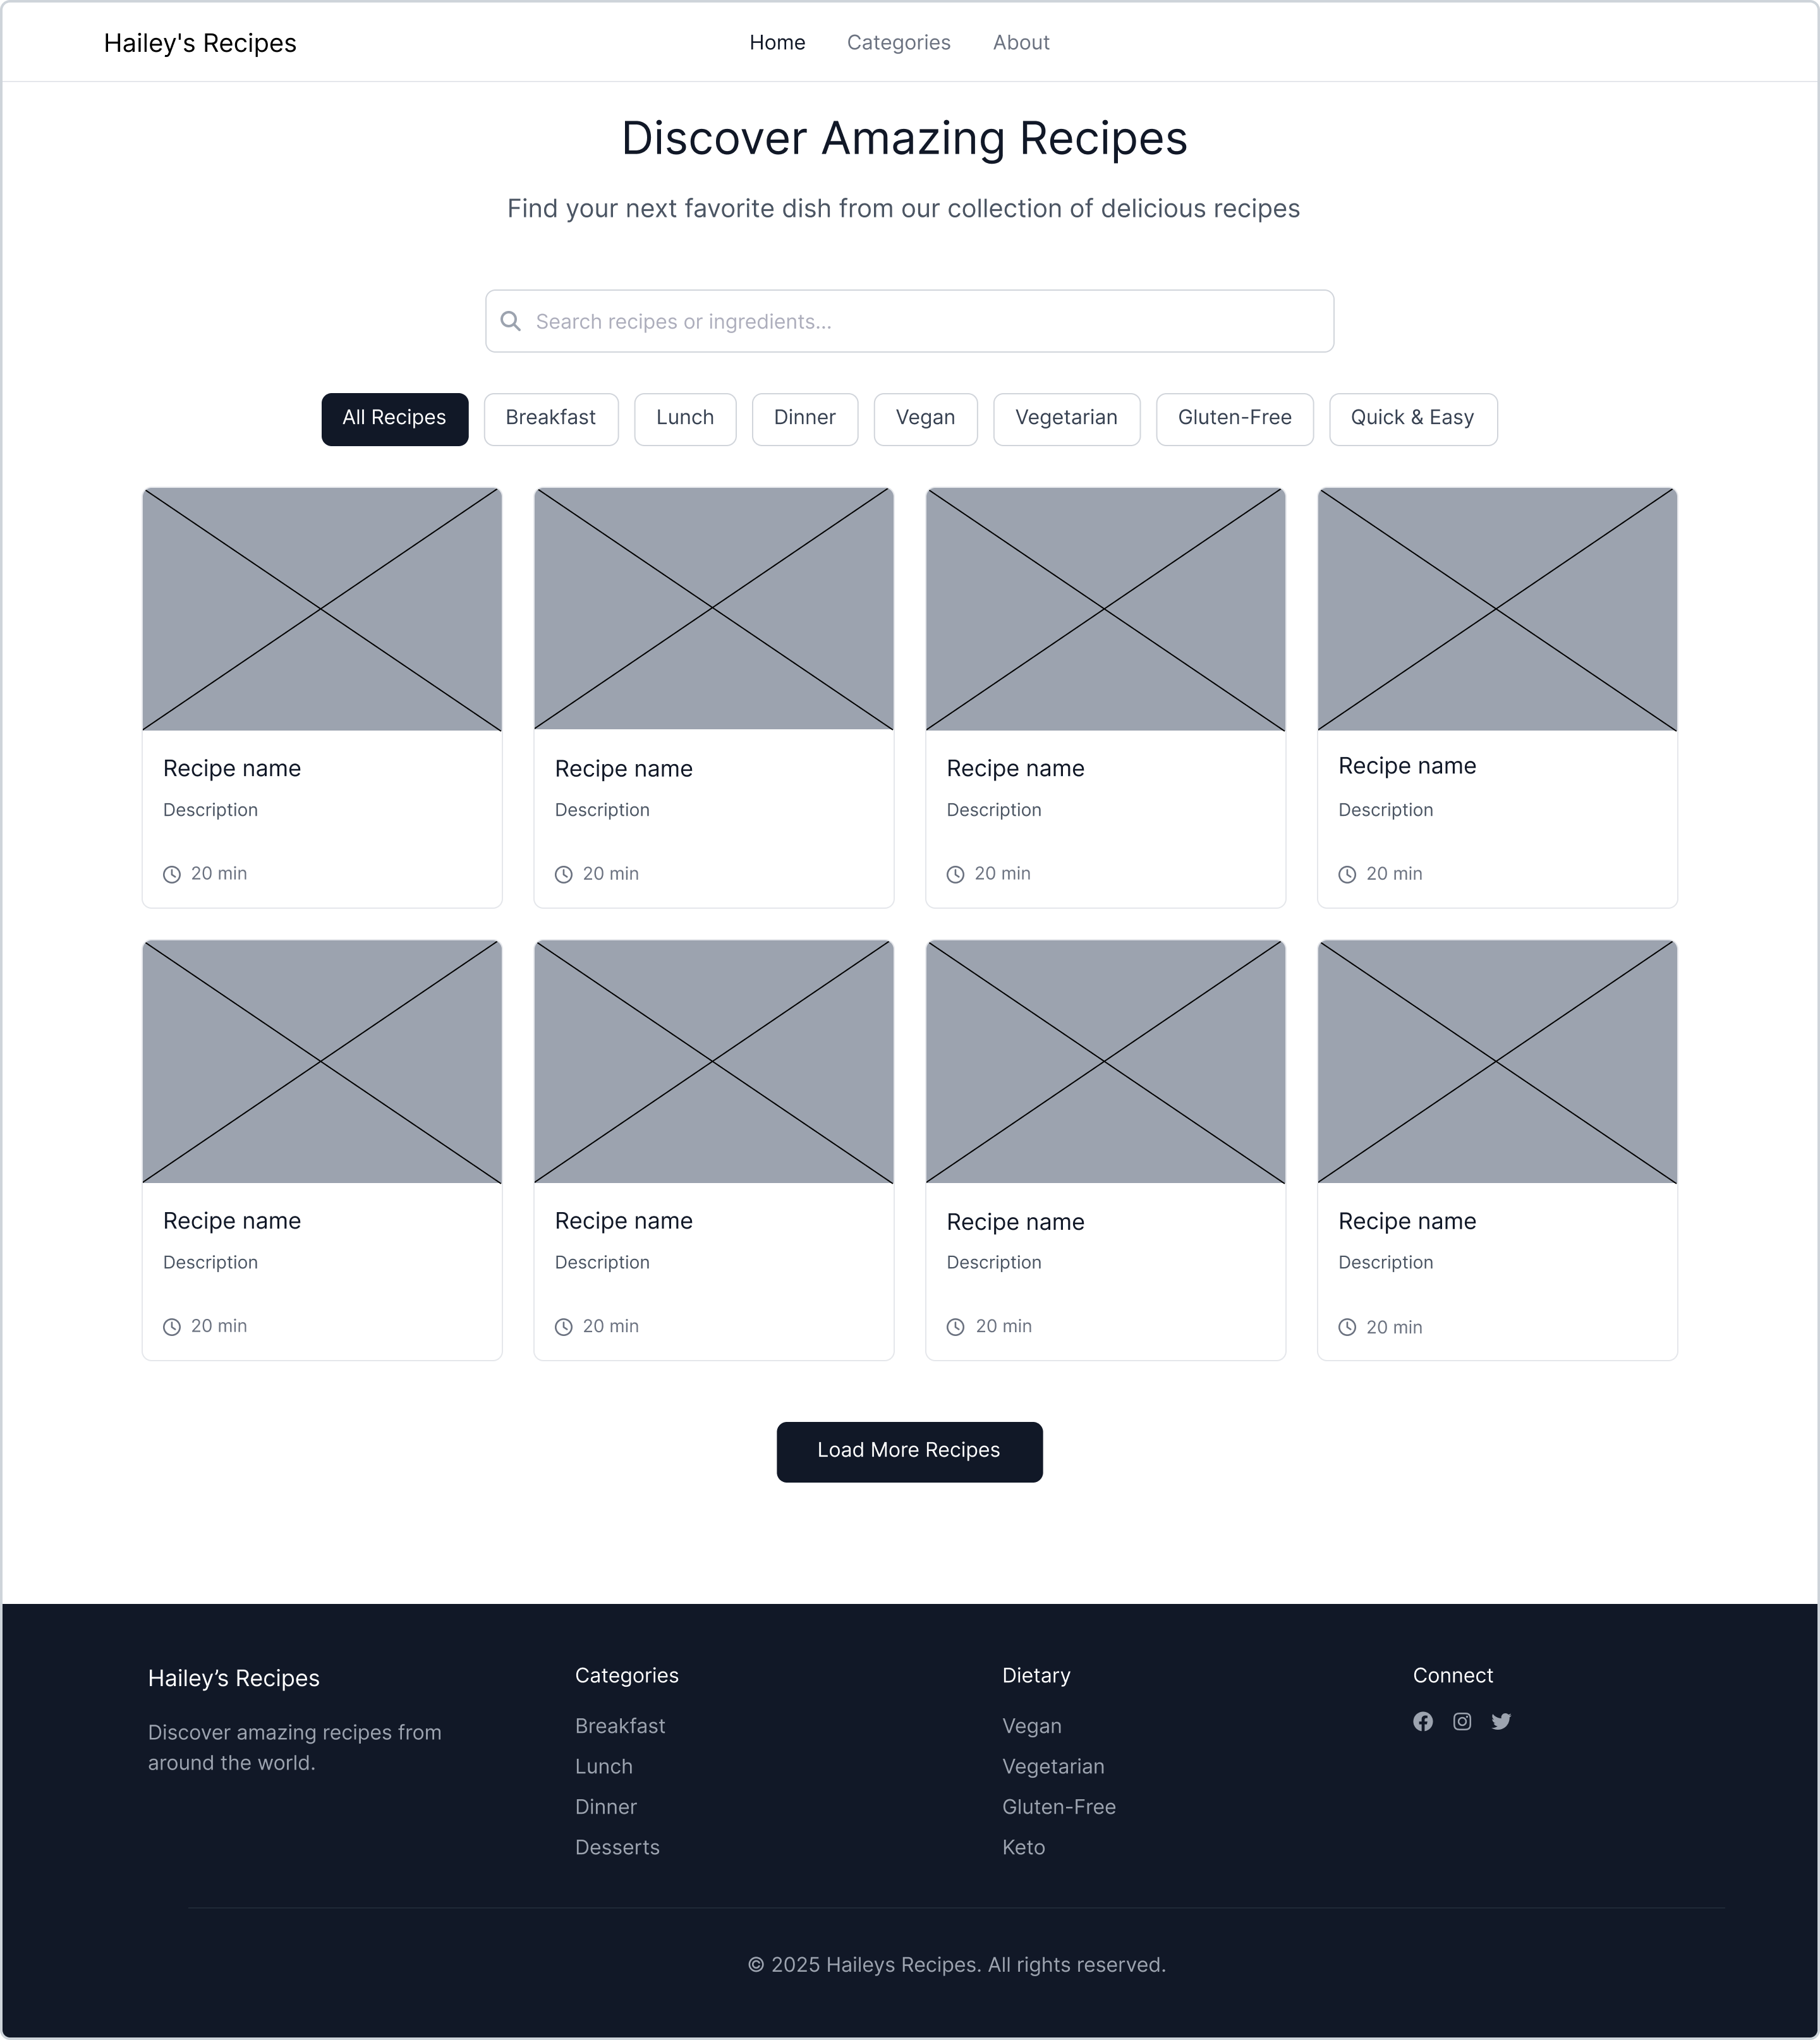 Hailey's Recipes
Home Categories About
Discover Amazing Recipes
Find your next favorite dish from our collection of delicious recipes
Search recipes or ingredients...
All Recipes Breakfast Lunch Dinner Vegan Vegetarian Gluten-Free Quick & Easy
Recipe name
Description
20 min
Recipe name
Description
20 min
Recipe name
Description
20 min
Recipe name
Description
20 min
Recipe name
Description
20 min
Recipe name
Description
20 min
Recipe name
Description
20 min
Recipe name
Description
20 min
Load More Recipes
Hailey’s Recipes
Discover amazing recipes from
around the world.
Categories
Breakfast
Lunch
Dinner
Desserts
Dietary
Vegan
Vegetarian
Gluten-Free
Keto
Connect
© 2025 Haileys Recipes. All rights reserved.